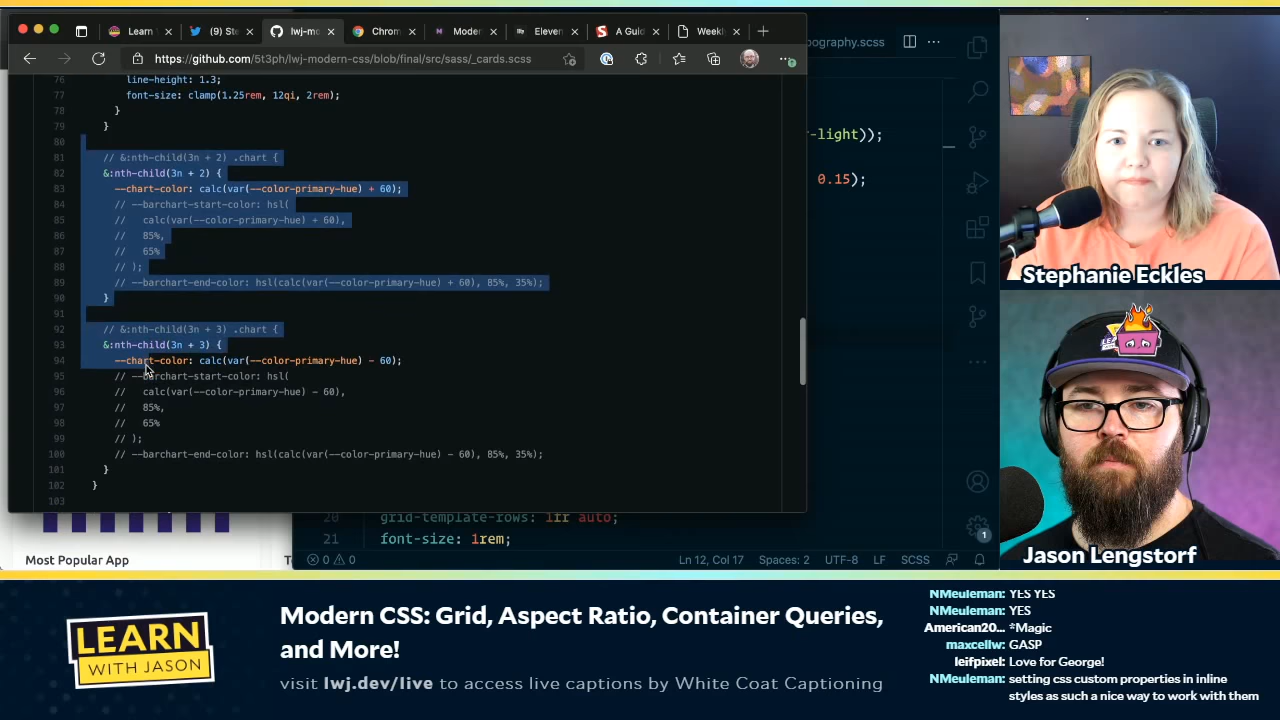 Learn
(9) Ste
lwj-mo
Chrom
Moder
Eleven
A Guid
Weekly
https://github.com/5t3ph/lwj-modern-css/blob/final/src/sass/_cards.scss
ography.scss
76 line-height: 1.3;
77 font-size: clamp(1.25rem, 12qi, 2rem);
78 }
79 }
80
81 // &:nth-child(3n + 2) .chart {
82 &:nth-child(3n + 2) {
83 --chart-color: calc(var(--color-primary-hue) + 60);
84 // --barchart-start-color: hsl(
85 // calc(var(--color-primary-hue) + 60),
86 // 85%,
87 // 65%
88 // );
89 // --barchart-end-color: hsl(calc(var(--color-primary-hue) + 60), 85%, 35%);
90 }
91
92 // &:nth-child(3n + 3) .chart {
93 &:nth-child(3n + 3) {
94 --chart-color: calc(var(--color-primary-hue) - 60);
95 // --barchart-start-color: hsl(
96 // calc(var(--color-primary-hue) - 60),
97 // 85%,
98 // 65%
99 // );
100 // --barchart-end-color: hsl(calc(var(--color-primary-hue) - 60), 85%, 35%);
101 }
102 }
103
-light));
0.15);
20 grid-template-rows: 1fr auto;
21 font-size: 1rem;
Most Popular App
T
0 0
Ln 12, Col 17
Spaces: 2
UTF-8
LF
SCSS
1
Stephanie Eckles
Jason Lengstorf
LEARN
WITH JASON
Modern CSS: Grid, Aspect Ratio, Container Queries,
and More!
visit lwj.dev/live to access live captions by White Coat Captioning
NMeuleman: YES YES
NMeuleman: YES
American20... *Magic
maxcellw: GASP
leifpixel: Love for George!
NMeuleman: setting css custom properties in inline
styles as such a nice way to work with them